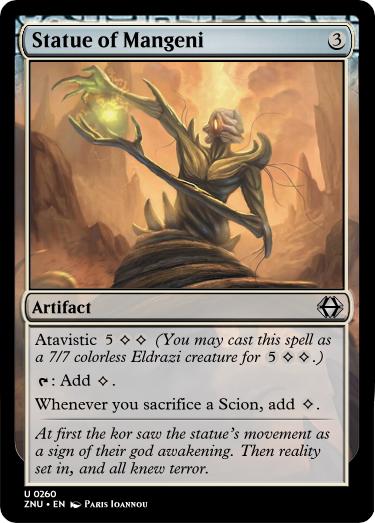 Statue of Mangeni 3
Artifact
Atavistic 5 ◇ ◇ (You may cast this spell as
a 7/7 colorless Eldrazi creature for 5 ◇ ◇.)
: Add ◇.
Whenever you sacrifice a Scion, add ◇.
At first the kor saw the statue's movement as
a sign of their god awakening. Then reality
set in, and all knew terror.
U 0260
ZNU • EN Paris Ioannou